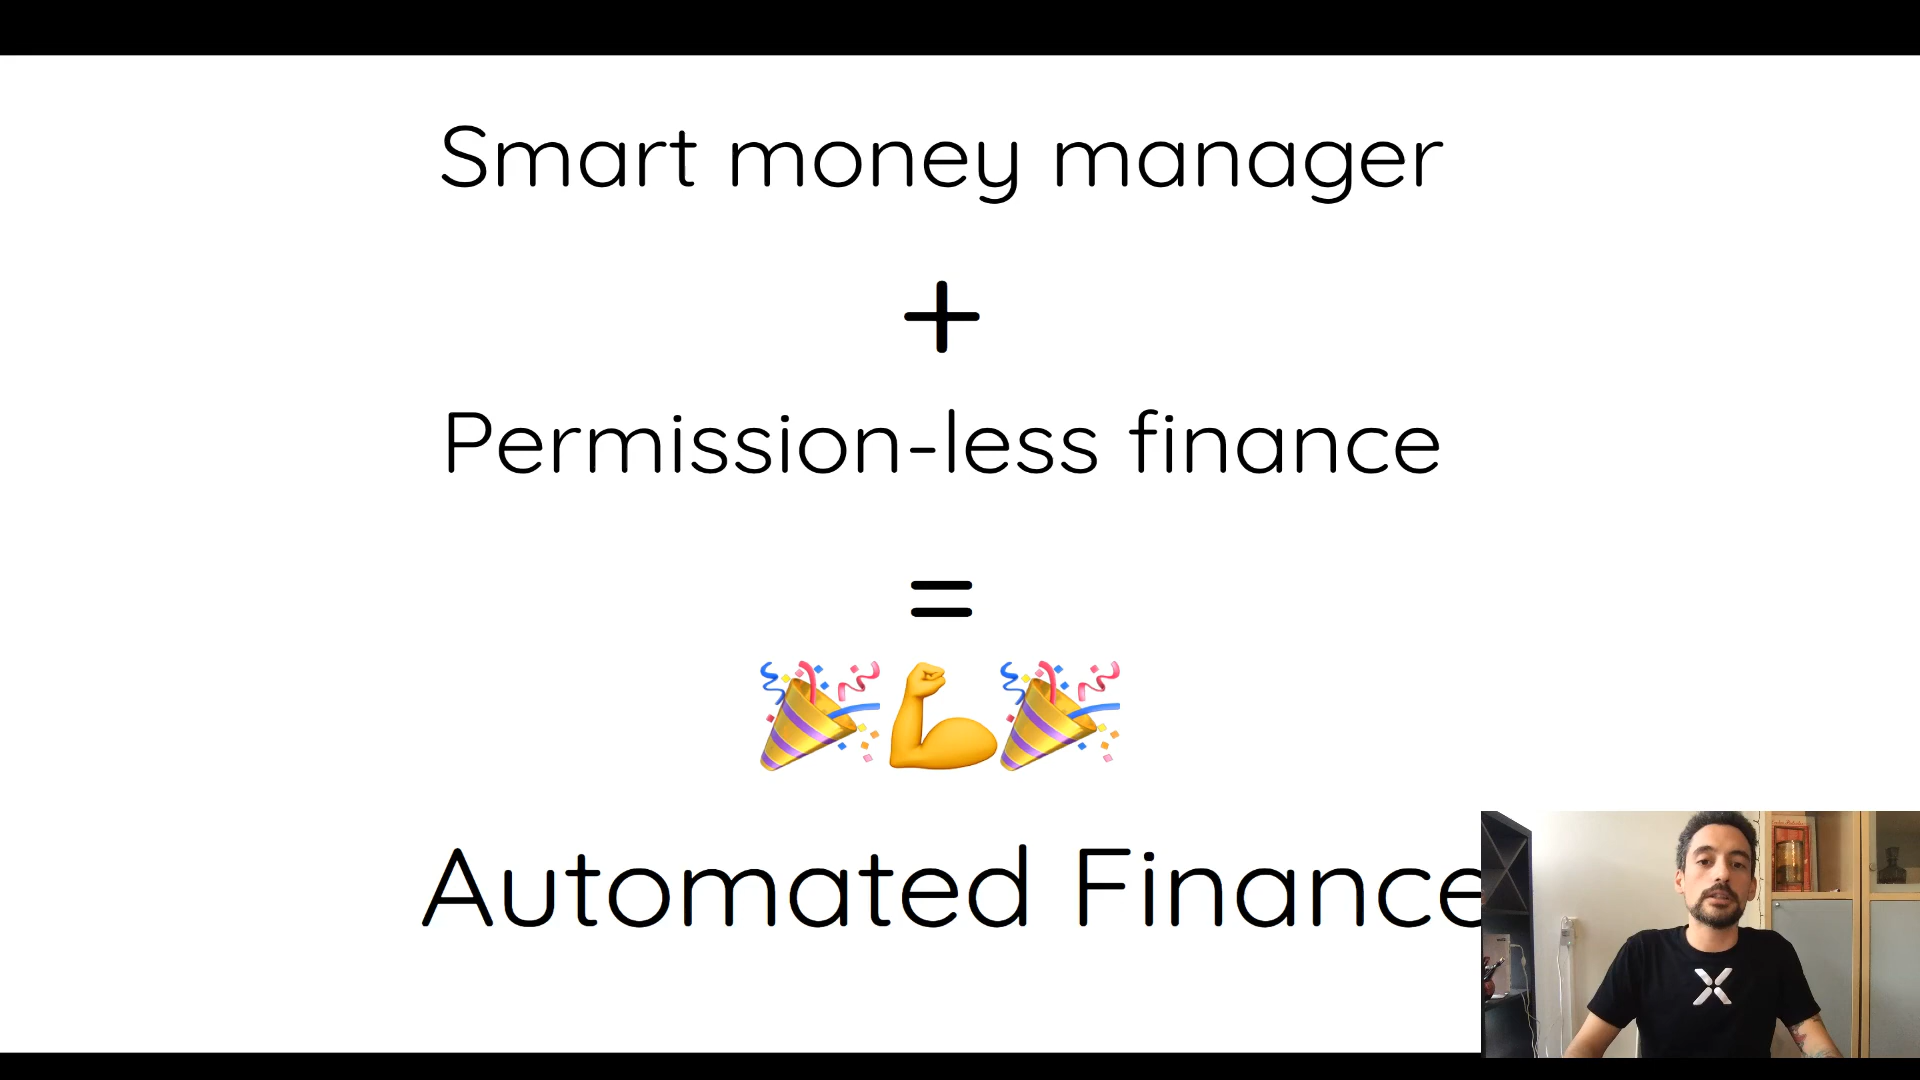 Smart money manager
+
Permission-less finance
=
🎉💪🎉
Automated Finance